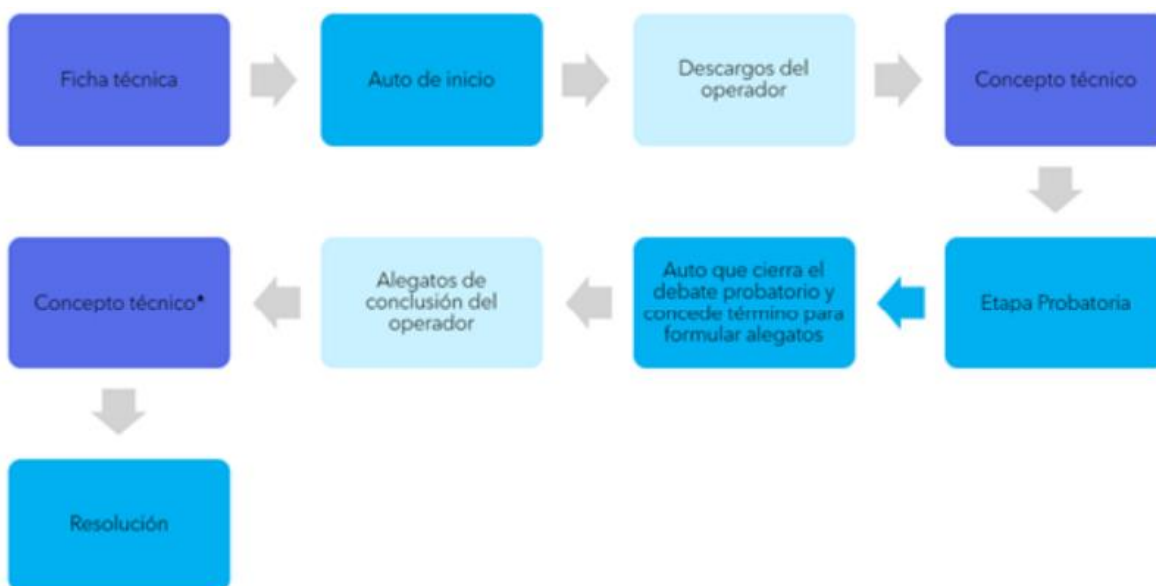 Ficha técnica
Auto de inicio
Descargos del
operador
Concepto técnico
Etapa Probatoria
Auto que cierra el
debate probatorio y
concede término para
formular alegatos
Alegatos de
conclusión del
operador
Concepto técnico*
Resolución